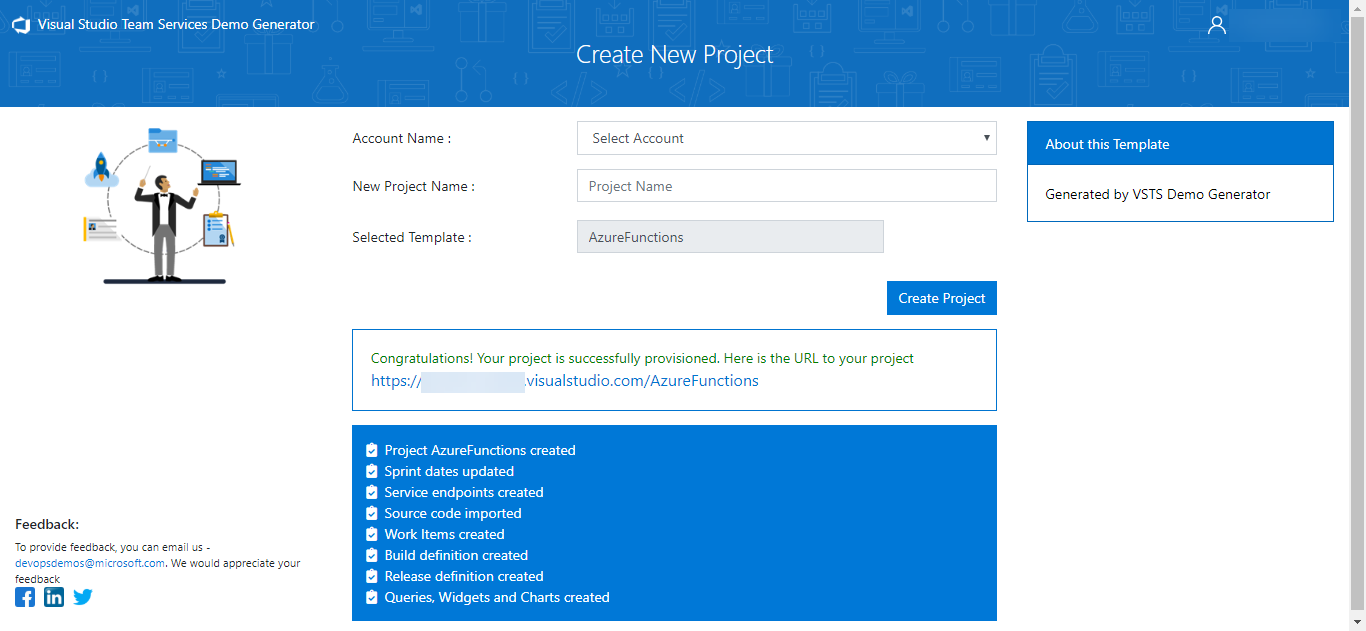 Visual Studio Team Services Demo Generator
Create New Project
Account Name :
Select Account
New Project Name :
Project Name
Selected Template :
AzureFunctions
Create Project
About this Template
Generated by VSTS Demo Generator
Congratulations! Your project is successfully provisioned. Here is the URL to your project
https:// .visualstudio.com/AzureFunctions
Project AzureFunctions created
Sprint dates updated
Service endpoints created
Source code imported
Work Items created
Build definition created
Release definition created
Queries, Widgets and Charts created
Feedback:
To provide feedback, you can email us -
devopsdemos@microsoft.com. We would appreciate your
feedback